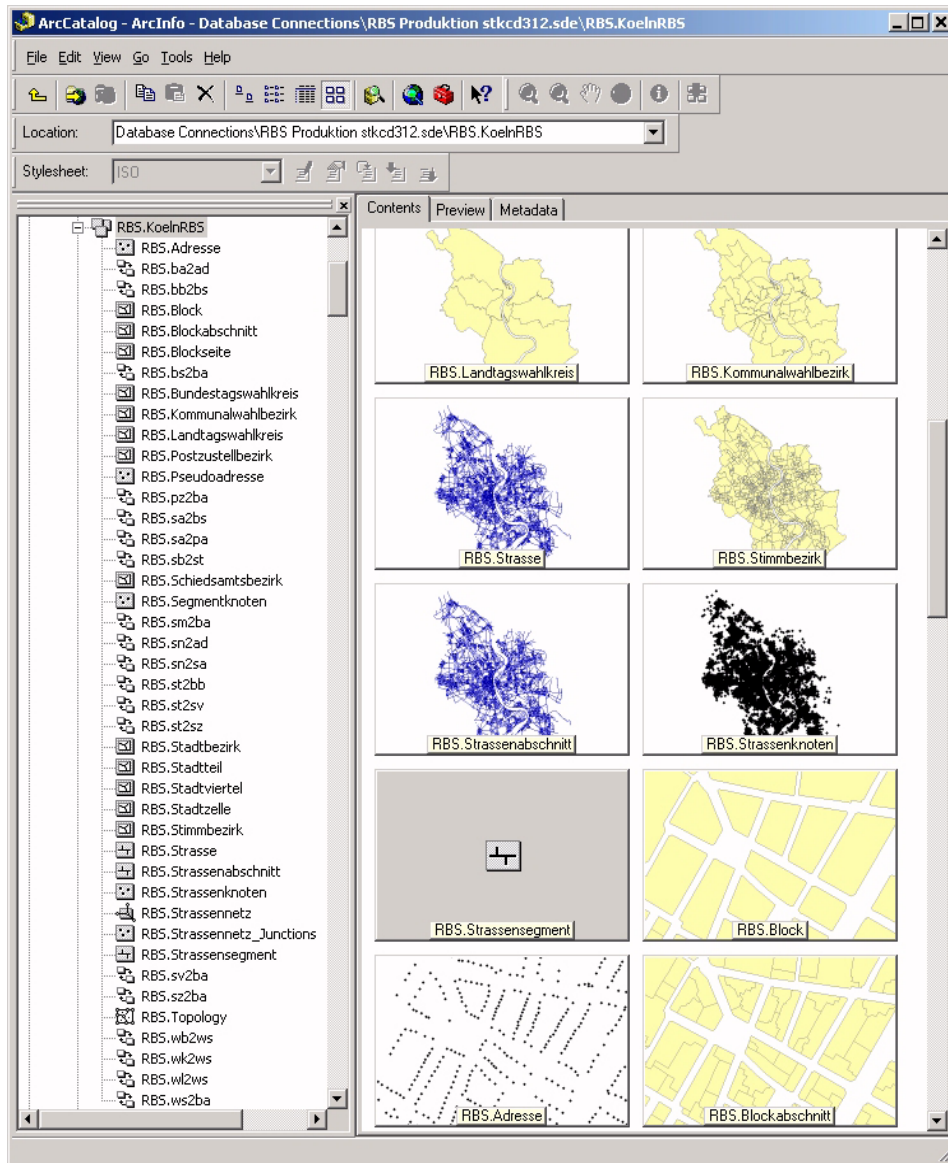 ArcCatalog - ArcInfo - Database Connections\RBS Produktion stkcd312.sde\RBS.KoelnRBS
File Edit View Go Tools Help
Location: Database Connections\RBS Produktion stkcd312.sde\RBS.KoelnRBS
Stylesheet: ISO
RBS.KoelnRBS
RBS.Adresse
RBS.ba2ad
RBS.bb2bs
RBS.Block
RBS.Blockabschnitt
RBS.Blockseite
RBS.bs2ba
RBS.Bundestagswahlkreis
RBS.Kommunalwahlbezirk
RBS.Landtagswahlkreis
RBS.Postzustellbezirk
RBS.Pseudoadresse
RBS.pz2ba
RBS.sa2bs
RBS.sa2pa
RBS.sb2st
RBS.Schiedsamtsbezirk
RBS.Segmentknoten
RBS.sm2ba
RBS.sn2ad
RBS.sn2sa
RBS.st2bb
RBS.st2sv
RBS.st2sz
RBS.Stadtbezirk
RBS.Stadtteil
RBS.Stadtviertel
RBS.Stadtzelle
RBS.Stimmbezirk
RBS.Strasse
RBS.Strassenabschnitt
RBS.Strassenknoten
RBS.Strassennetz
RBS.Strassennetz_Junctions
RBS.Strassensegment
RBS.sv2ba
RBS.sz2ba
RBS.Topology
RBS.wb2ws
RBS.wk2ws
RBS.wl2ws
RBS.ws2ba
Contents Preview Metadata
RBS.Landtagswahlkreis
RBS.Kommunalwahlbezirk
RBS.Strasse
RBS.Stimmbezirk
RBS.Strassenabschnitt
RBS.Strassenknoten
RBS.Strassensegment
RBS.Block
RBS.Adresse
RBS.Blockabschnitt